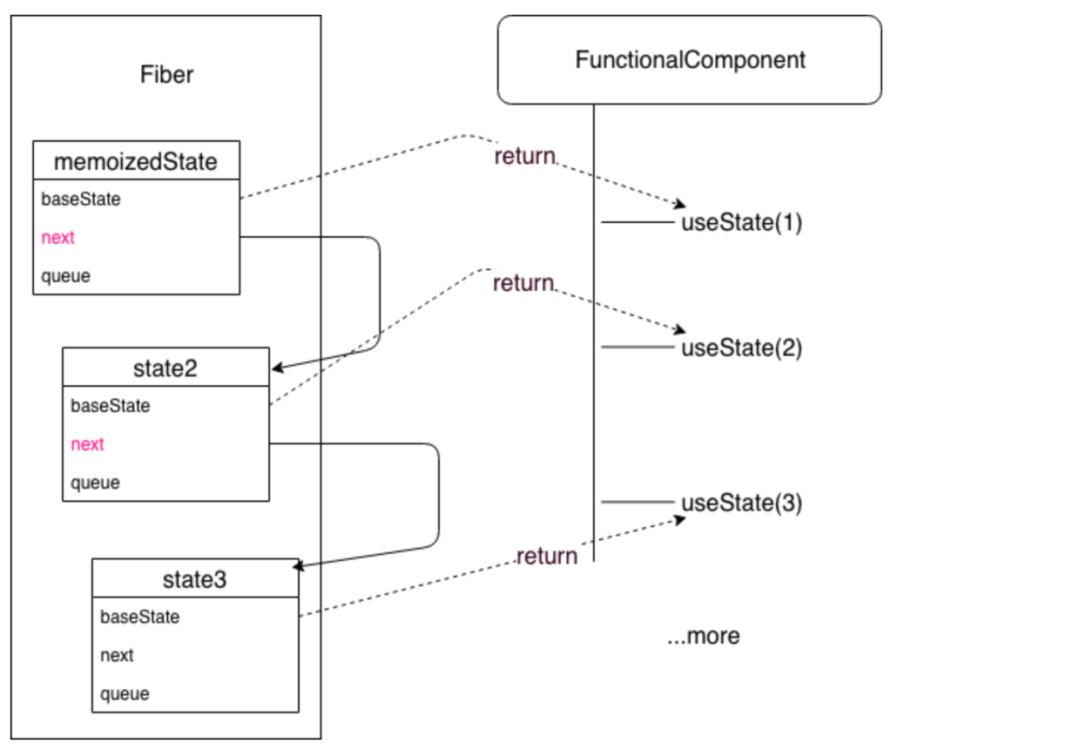 Fiber
memoizedState
baseState
next
queue
state2
baseState
next
queue
state3
baseState
next
queue
FunctionalComponent
return
useState(1)
return
useState(2)
useState(3)
return
...more